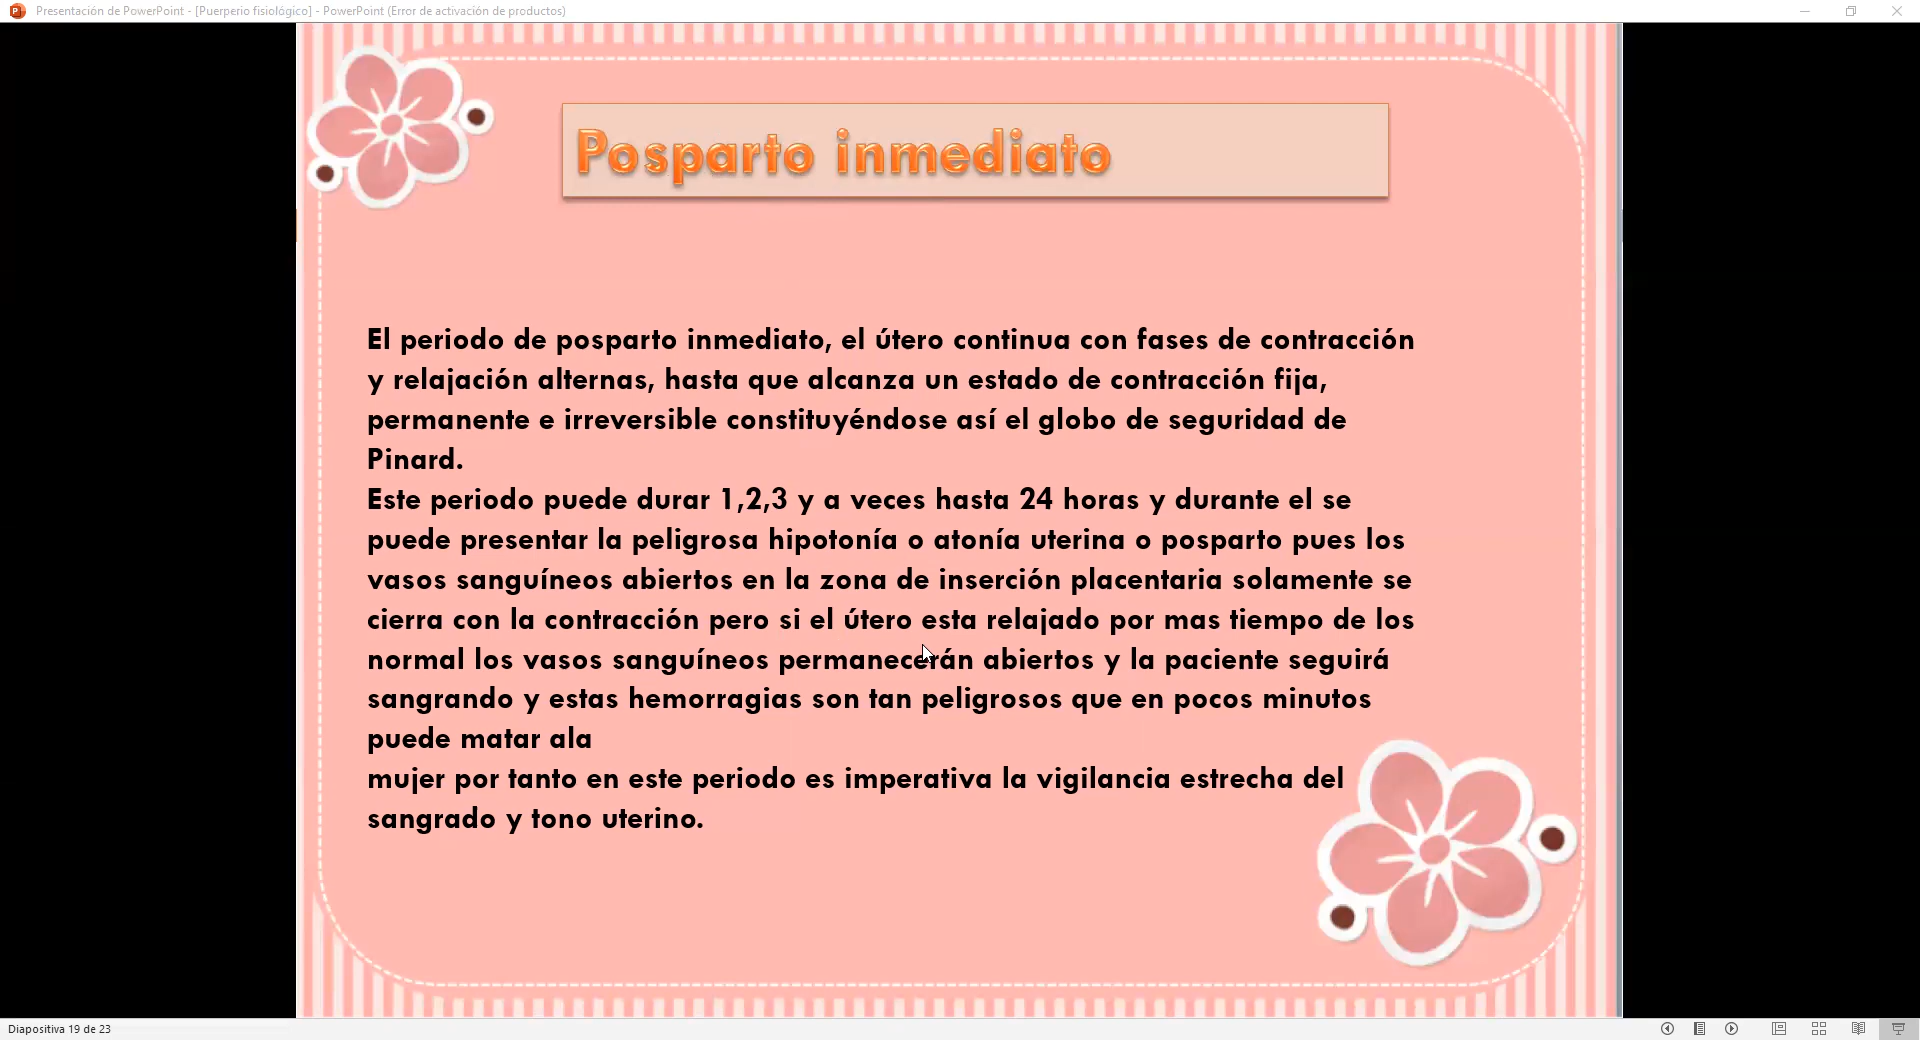 Presentación de PowerPoint - [Puerperio fisiológico] - PowerPoint (Error de activación de productos)
Posparto inmediato
El periodo de posparto inmediato, el útero continua con fases de contracción
y relajación alternas, hasta que alcanza un estado de contracción fija,
permanente e irreversible constituyéndose así el globo de seguridad de
Pinard.
Este periodo puede durar 1,2,3 y a veces hasta 24 horas y durante el se
puede presentar la peligrosa hipotonía o atonía uterina o posparto pues los
vasos sanguíneos abiertos en la zona de inserción placentaria solamente se
cierra con la contracción pero si el útero esta relajado por mas tiempo de los
normal los vasos sanguíneos permanecerán abiertos y la paciente seguirá
sangrando y estas hemorragias son tan peligrosos que en pocos minutos
puede matar ala
mujer por tanto en este periodo es imperativa la vigilancia estrecha del
sangrado y tono uterino.
Diapositiva 19 de 23